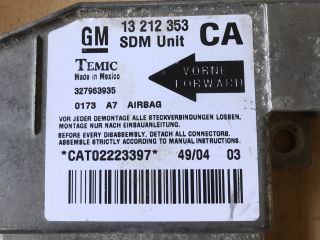 GM 13 212 353 CA
SDM Unit
TEMIC
Made in Mexico
327963935
VORNE
FORWARD
0173 A7 AIRBAG
VOR JEDER DEMONTAGE ALLE STECKVERBINDUNGEN LOESEN.
MONTAGE NUR NACH EINBAUANLEITUNG.
BEFORE EVERY DISASSEMBLY, DETACH ALL CONNECTORS.
ASSEMBLE STRICTLY ACCORDING TO MANUAL INSTRUCTIONS.
*CAT02223397* 49/04 03